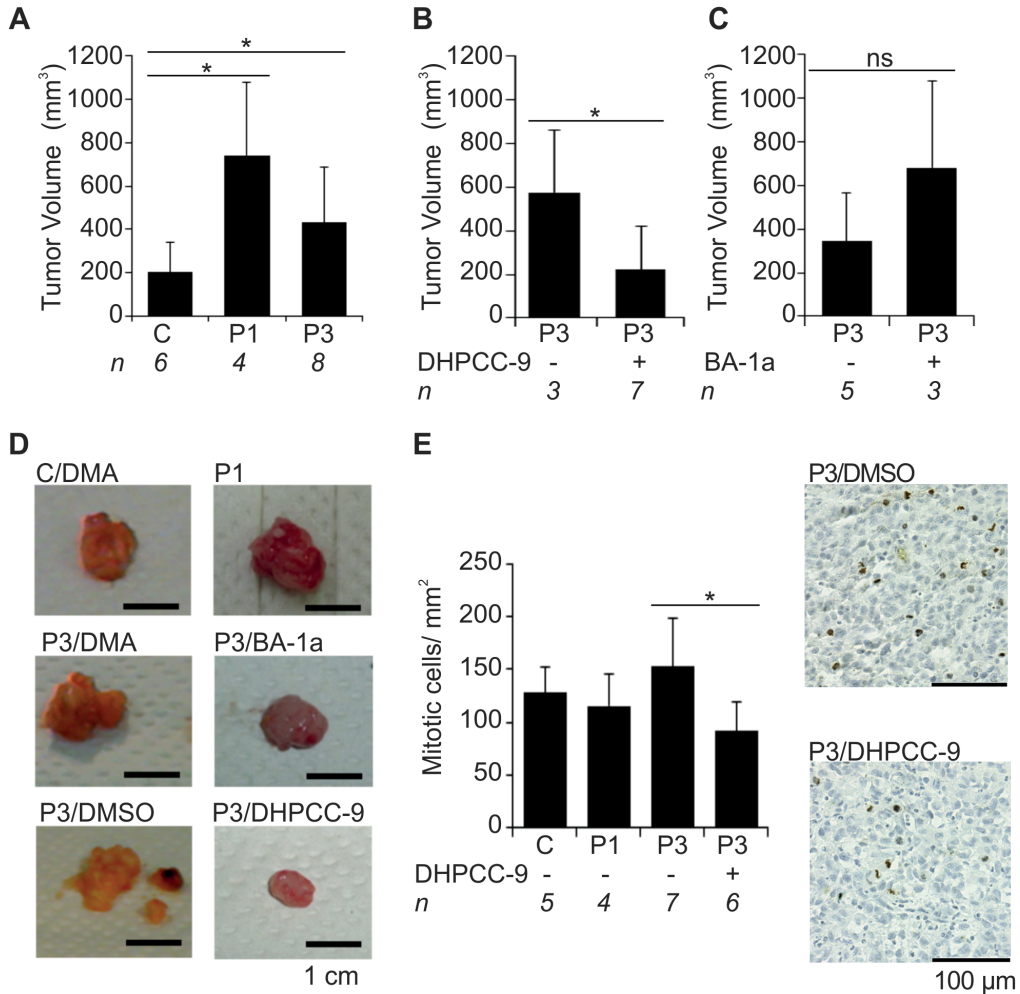 A
*
*
1200
1000
800
600
400
200
0
Tumor Volume (mm³)
C P1 P3
n 6 4 8
B
*
1200
1000
800
600
400
200
0
Tumor Volume (mm³)
P3 P3
DHPCC-9 - +
n 3 7
C
ns
1200
1000
800
600
400
200
0
Tumor Volume (mm³)
P3 P3
BA-1a - +
n 5 3
D
C/DMA P1
P3/DMA P3/BA-1a
P3/DMSO P3/DHPCC-9
1 cm
E
*
250
200
150
100
50
0
Mitotic cells/ mm²
C P1 P3 P3
DHPCC-9 - - - +
n 5 4 7 6
P3/DMSO
P3/DHPCC-9
100 µm